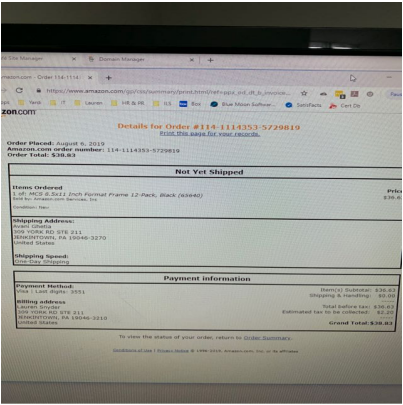 Site Manager
Domain Manager
Amazon.com - Order 114-1114
https://www.amazon.com/gp/css/summary/print.html/ref=ppx_od_dt_b_invoice...
IT
Lauren
HR & PR
U.S
Box
Blue Moon Softwar...
SalesFacts
Cert Dir
zon.com
Details for Order #114-1114353-5729819
Print this page for your records.
Order Placed: August 6, 2019
Amazon.com order number: 114-1114353-5729819
Order Total: $38.83
Not Yet Shipped
Items Ordered
Price
1 of: MCS 8.5x11 Inch Format Frame 12-Pack, Black (65640)
$36.6
Sold by: Amazon.com Services, Inc
Condition: New
Shipping Address:
Avani Ghetia
309 YORK RD STE 211
JENKINTOWN, PA 19046-3270
United States
Shipping Speed:
One-Day Shipping
Payment information
Payment Method:
Visa | Last digits: 3551
Item(s) Subtotal: $36.63
Shipping & Handling: $0.00
Billing address
Lauren Snyder
309 YORK RD STE 211
JENKINTOWN, PA 19046-3210
United States
Total before tax: $36.63
Estimated tax to be collected: $2.20
Grand Total: $38.83
To view the status of your order, return to Order Summary.
Conditions of Use | Privacy Notice © 1996-2019, Amazon.com, Inc. or its affiliates